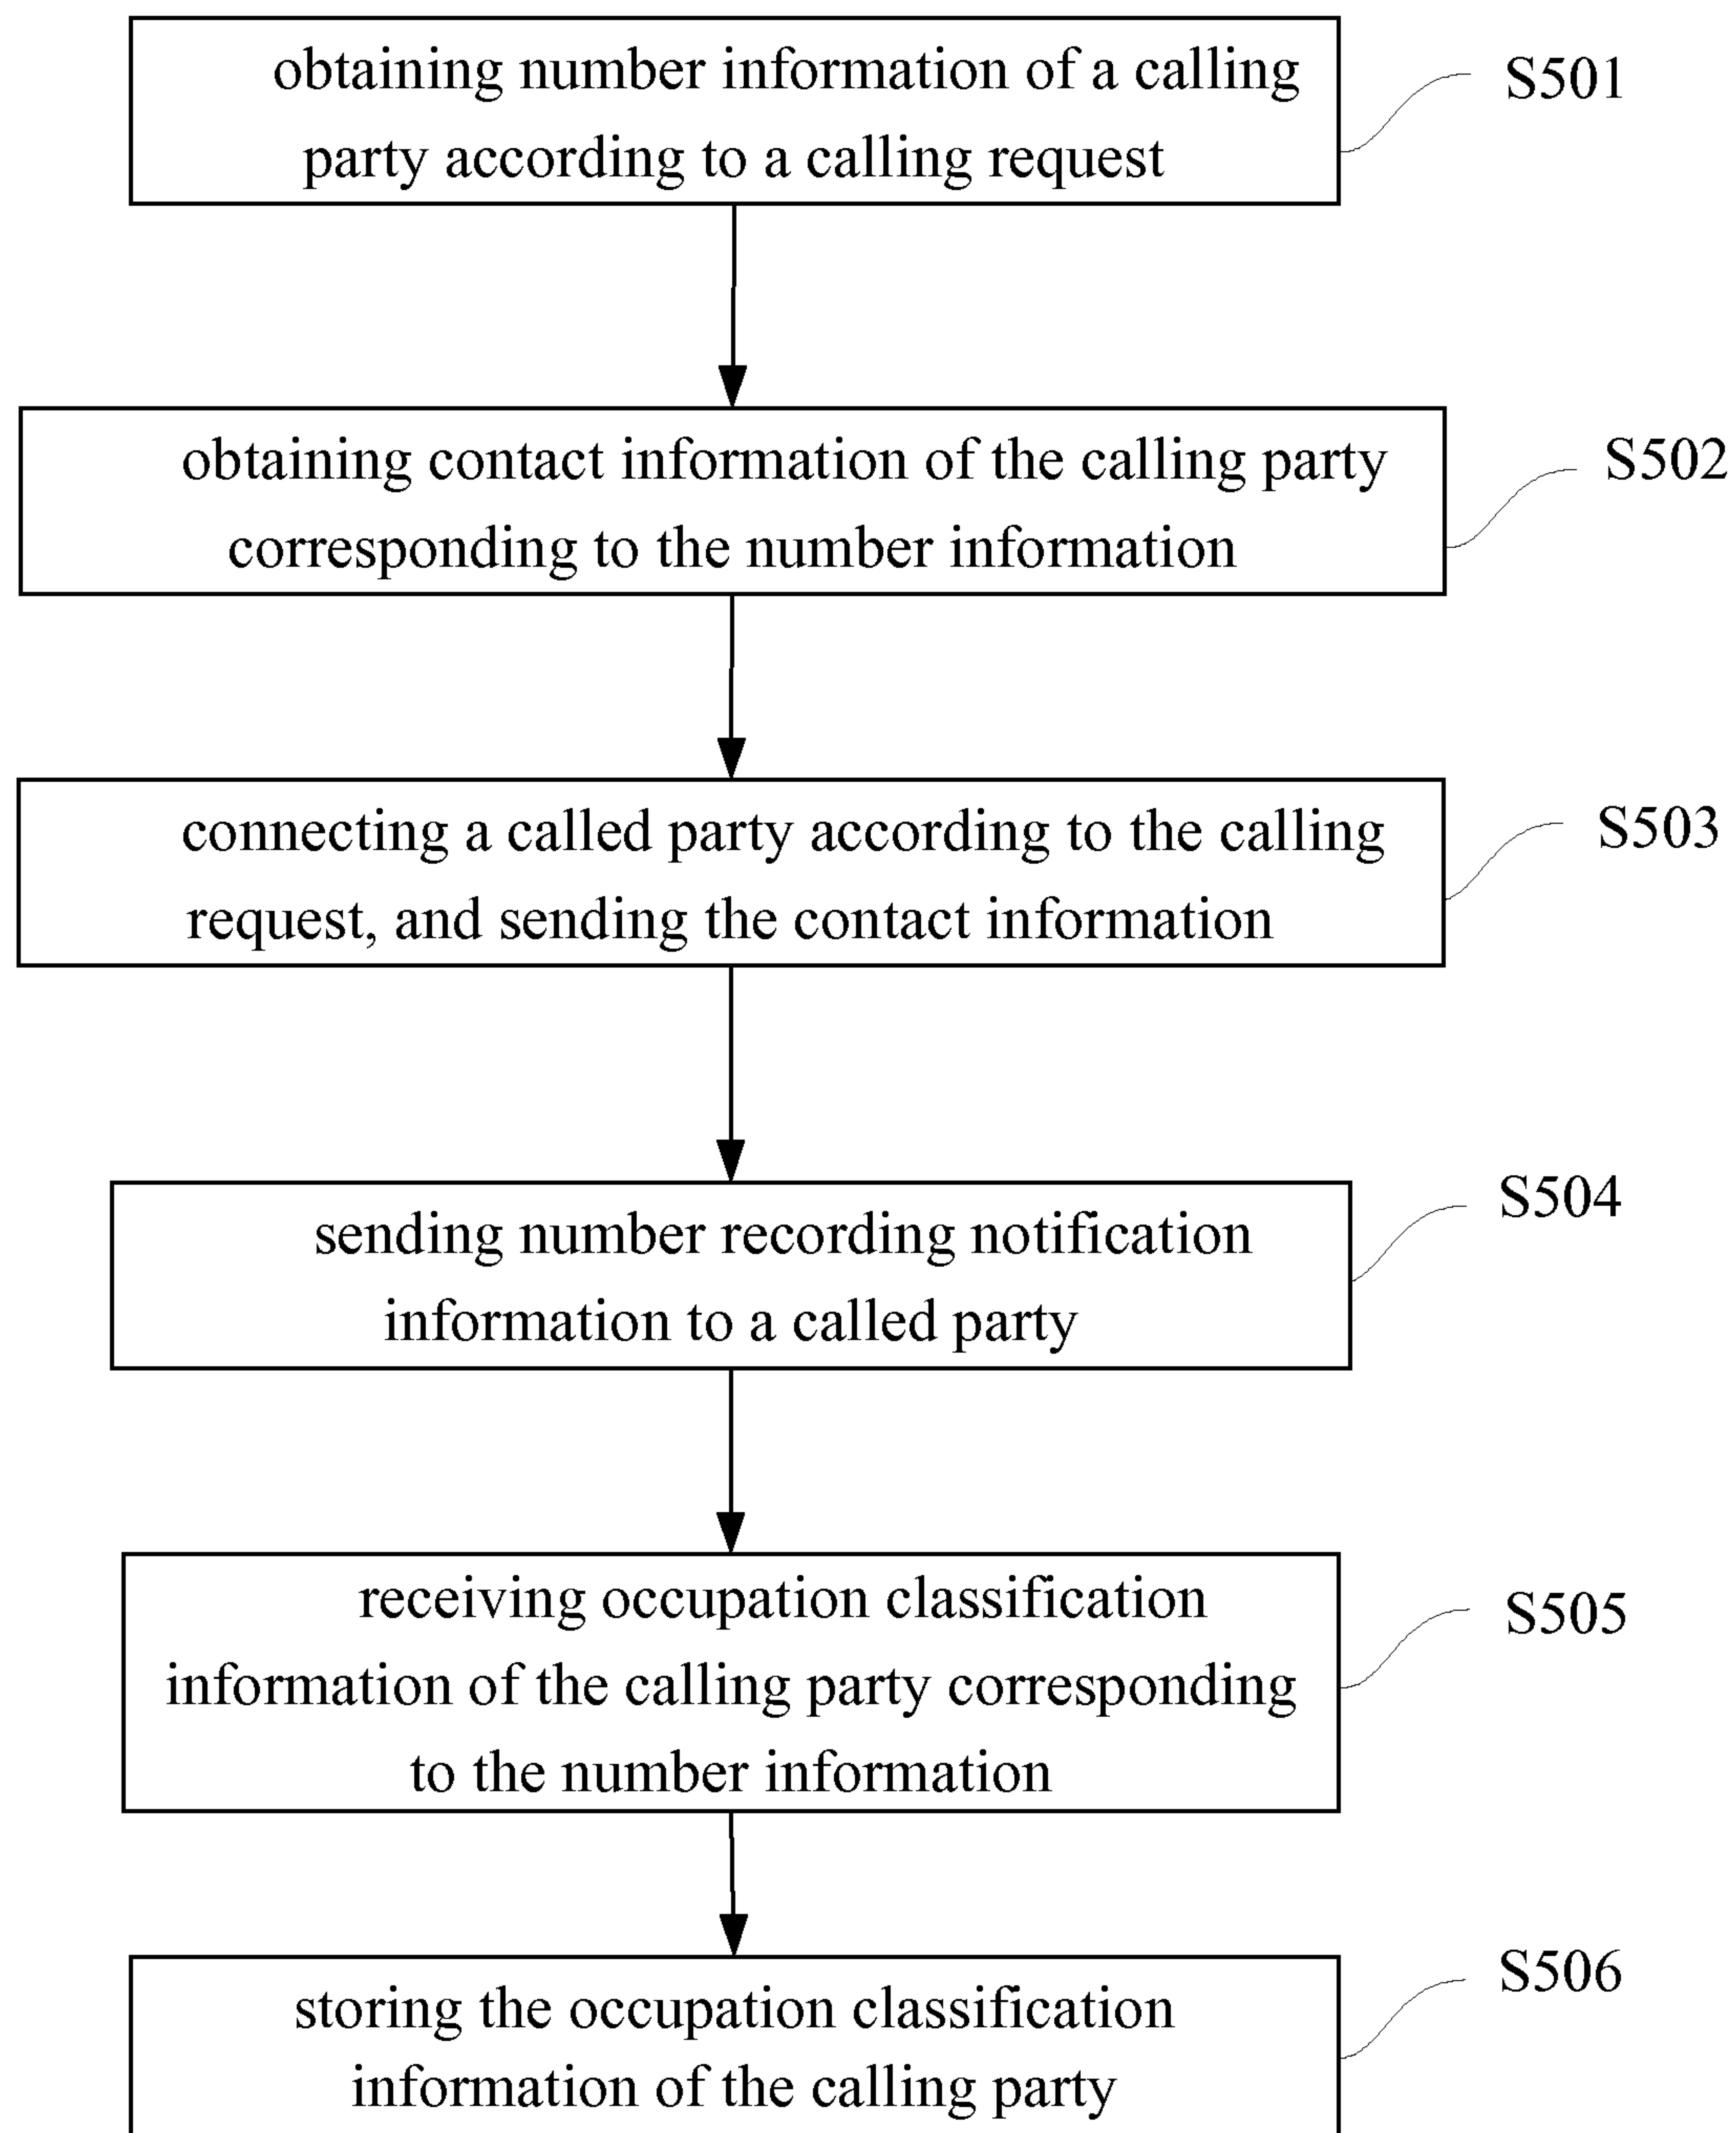 obtaining number information of a calling
party according to a calling request
S501
obtaining contact information of the calling party
corresponding to the number information
S502
connecting a called party according to the calling
request, and sending the contact information
S503
sending number recording notification
information to a called party
S504
receiving occupation classification
information of the calling party corresponding
to the number information
S505
storing the occupation classification
information of the calling party
S506